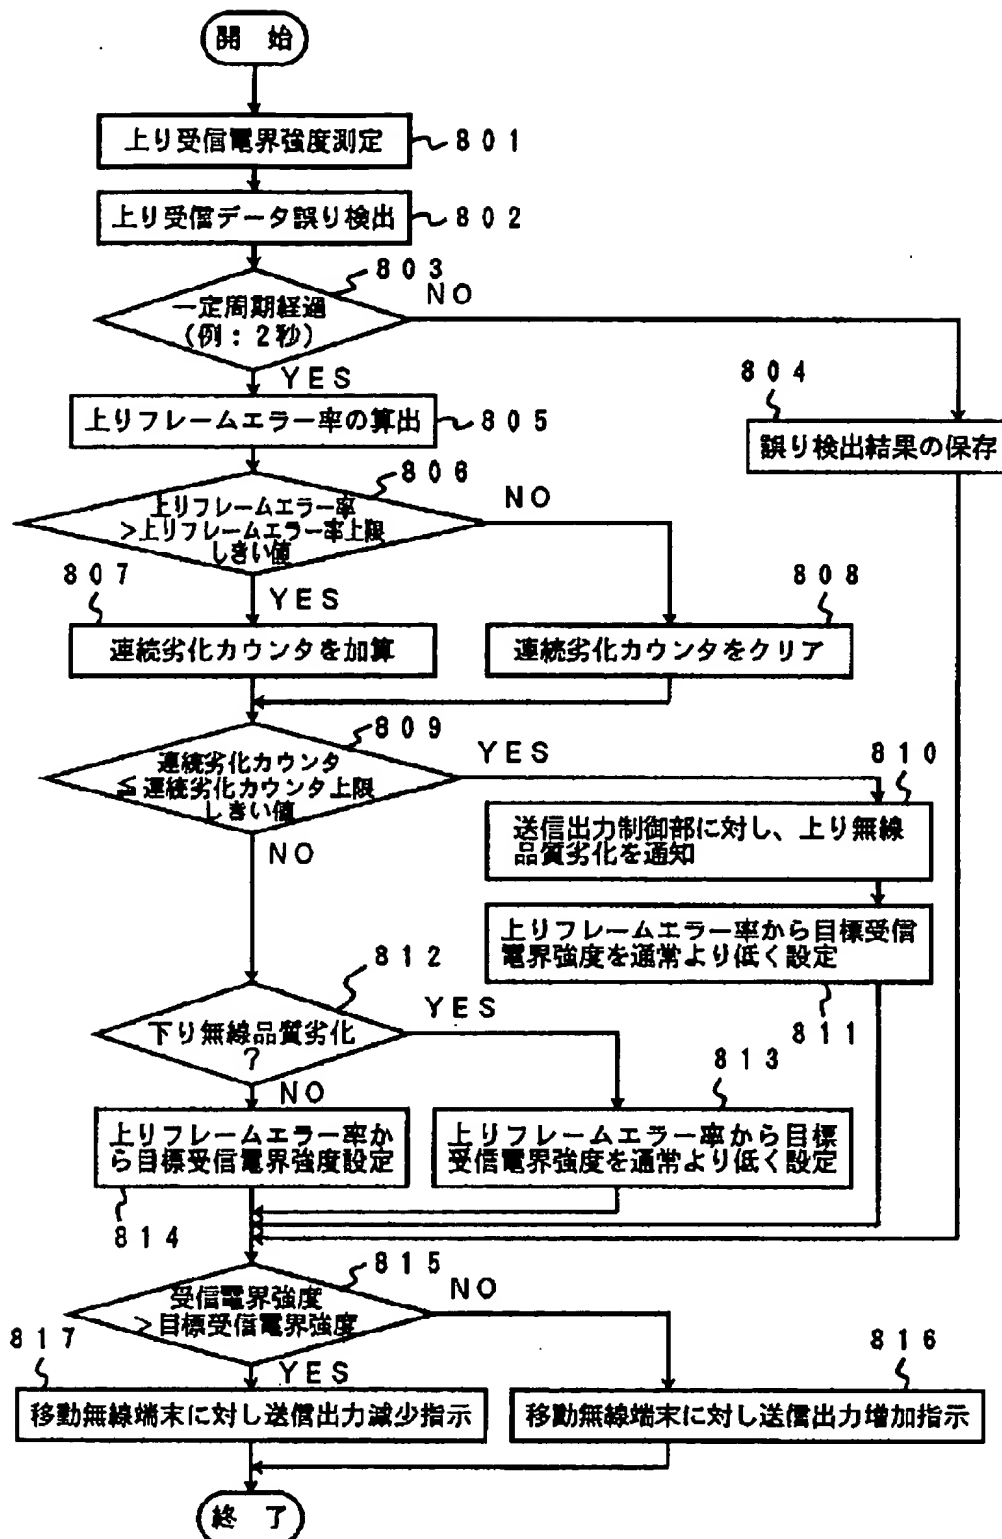 開 始
上り受信電界強度測定
801
上り受信データ誤り検出
802
803
一定周期経過
(例:2秒)
NO
YES
804
上りフレームエラー率の算出
805
誤り検出結果の保存
806
上りフレームエラー率
>上りフレームエラー率上限
しきい値
NO
YES
807
808
連続劣化カウンタを加算
連続劣化カウンタをクリア
809
連続劣化カウンタ
≦連続劣化カウンタ上限
しきい値
YES
NO
810
送信出力制御部に対し、上り無線
品質劣化を通知
上りフレームエラー率から目標受信
電界強度を通常より低く設定
811
812
下り無線品質劣化
?
YES
NO
813
上りフレームエラー率か
ら目標受信電界強度設定
814
上りフレームエラー率から目標
受信電界強度を通常より低く設定
815
受信電界強度
>目標受信電界強度
NO
YES
817
816
移動無線端末に対し送信出力減少指示
移動無線端末に対し送信出力増加指示
終 了